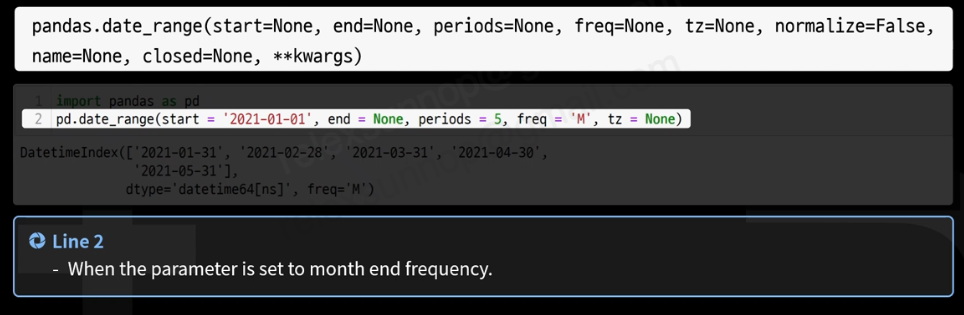 pandas.date_range(start=None, end=None, periods=None, freq=None, tz=None, normalize=False,
name=None, closed=None, **kwargs)
1 import pandas as pd
2 pd.date_range(start = '2021-01-01', end = None, periods = 5, freq = 'M', tz = None)
DatetimeIndex(['2021-01-31', '2021-02-28', '2021-03-31', '2021-04-30',
'2021-05-31'],
dtype='datetime64[ns]', freq='M')
Line 2
- When the parameter is set to month end frequency.